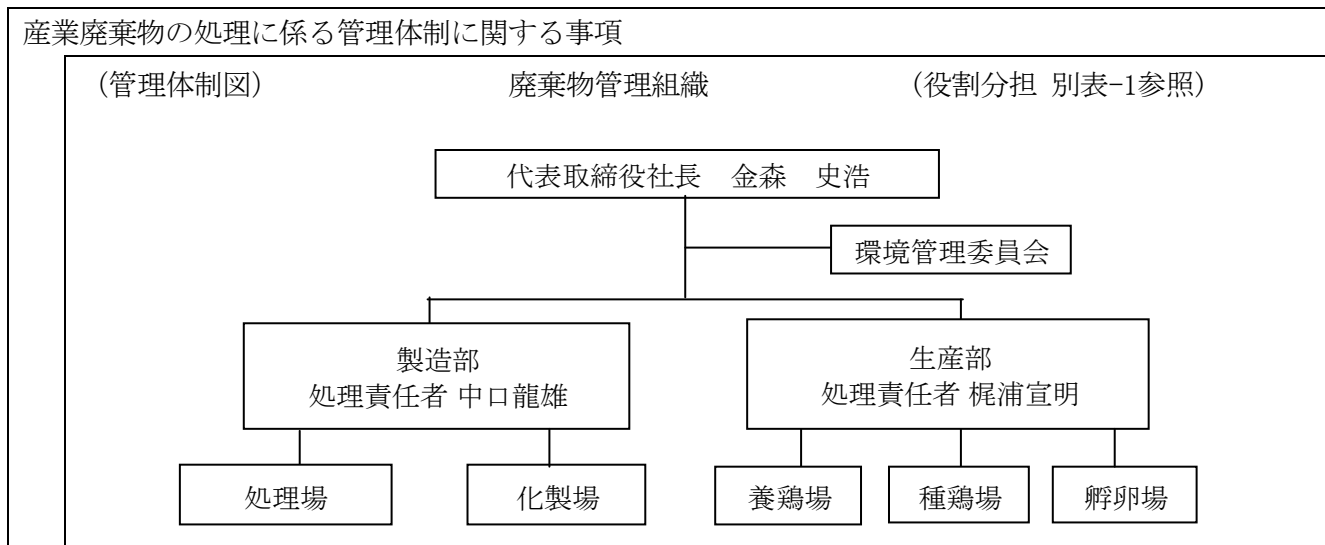 産業廃棄物の処理に係る管理体制に関する事項
(管理体制図) 廃棄物管理組織 (役割分担 別表-1参照)
代表取締役社長 金森 史浩
環境管理委員会
製造部
処理責任者 中口龍雄
生産部
処理責任者 梶浦宣明
処理場 化製場 養鶏場 種鶏場 孵卵場